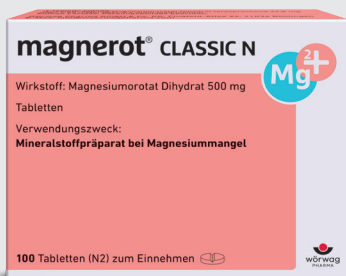 magnerot® CLASSIC N
Mg2+
Wirkstoff: Magnesiumorotat Dihydrat 500 mg
Tabletten
Verwendungszweck:
Mineralstoffpräparat bei Magnesiummangel
100 Tabletten (N2) zum Einnehmen
wörwag
PHARMA